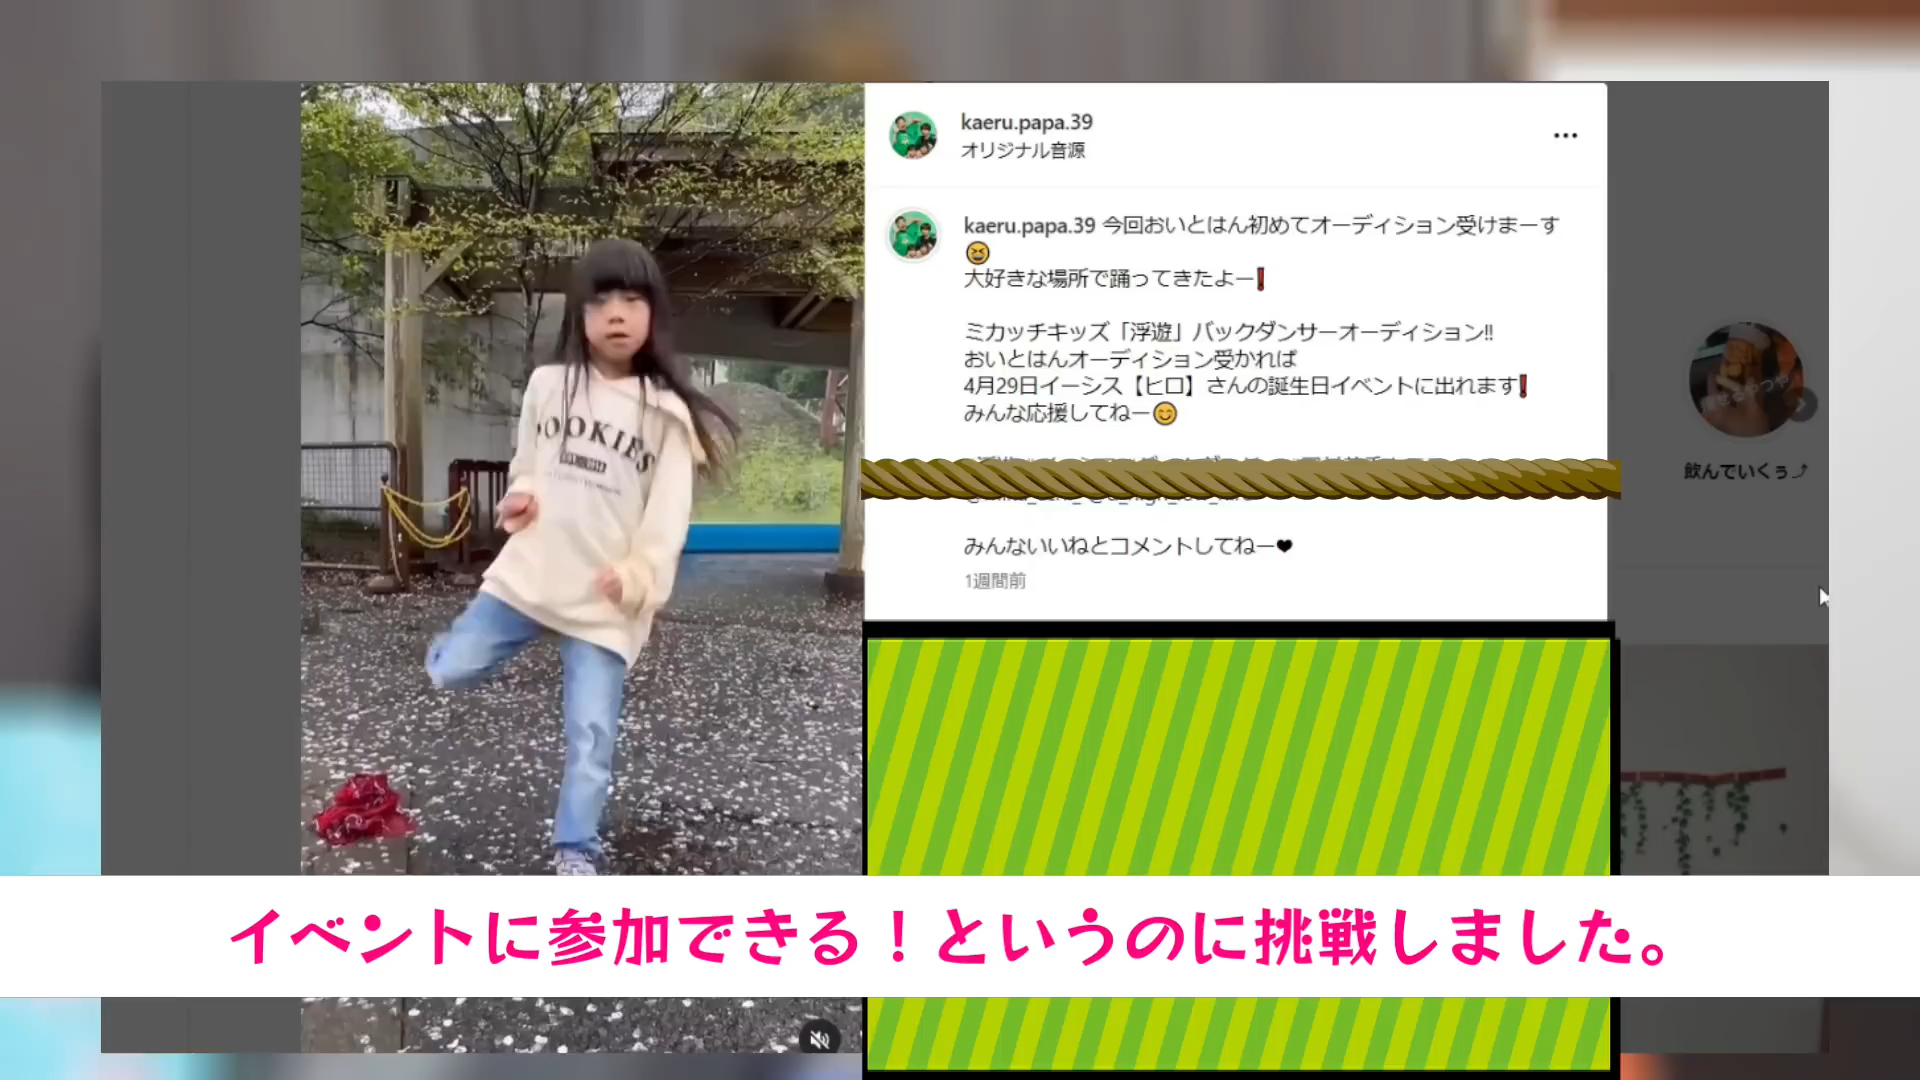 kaeru.papa.39
オリジナル音源
kaeru.papa.39 今回おいとはん初めてオーディション受けまーす
😆
大好きな場所で踊ってきたよー❗
ミカッチキッズ「浮遊」バックダンサーオーディション‼
おいとはんオーディション受かれば
4月29日イーシス【ヒロ】さんの誕生日イベントに出れます❗
みんな応援してねー😊
みんないいねとコメントしてねー❤
1週間前
飲んでいくぅ⤴
イベントに参加できる！というのに挑戦しました。